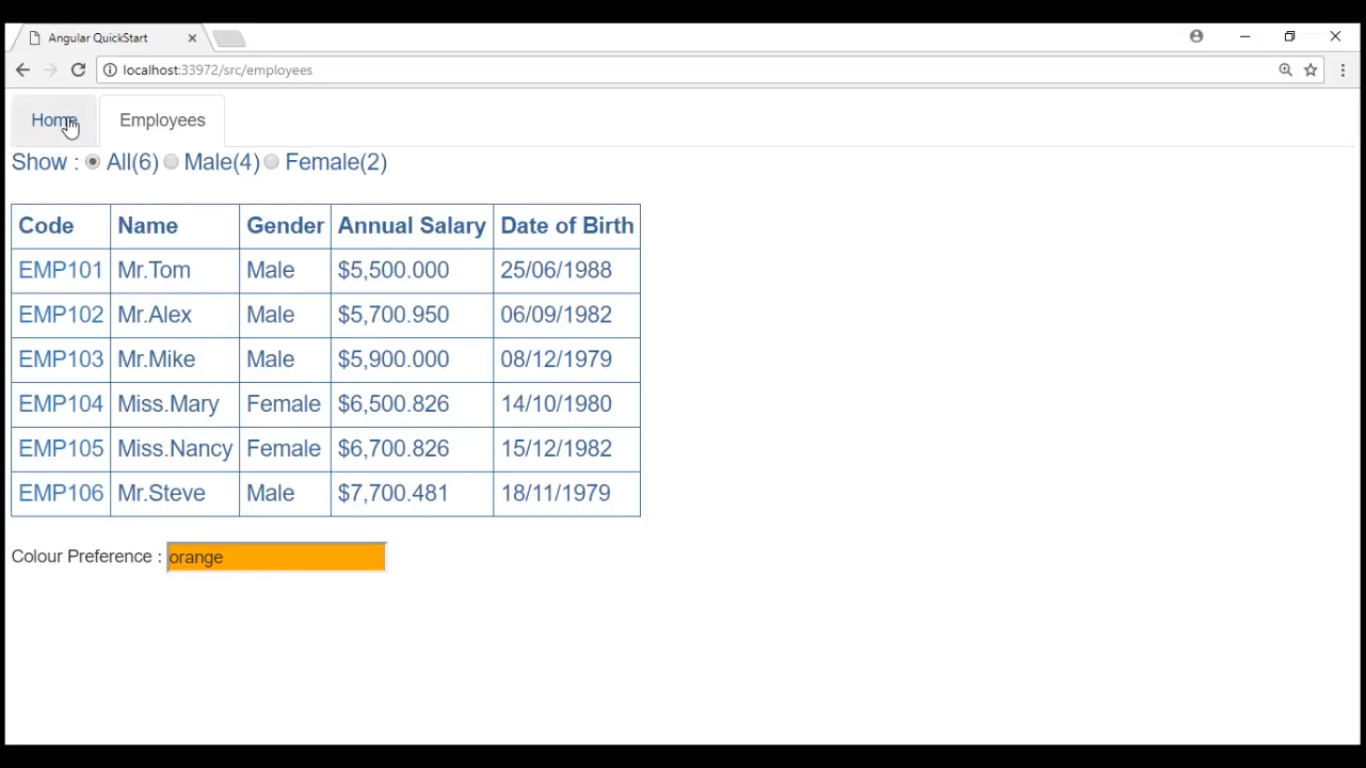 Angular QuickStart
localhost:33972/src/employees
Home Employees
Show : All(6) Male(4) Female(2)
Code Name Gender Annual Salary Date of Birth
EMP101 Mr.Tom Male $5,500.000 25/06/1988
EMP102 Mr.Alex Male $5,700.950 06/09/1982
EMP103 Mr.Mike Male $5,900.000 08/12/1979
EMP104 Miss.Mary Female $6,500.826 14/10/1980
EMP105 Miss.Nancy Female $6,700.826 15/12/1982
EMP106 Mr.Steve Male $7,700.481 18/11/1979
Colour Preference : orange